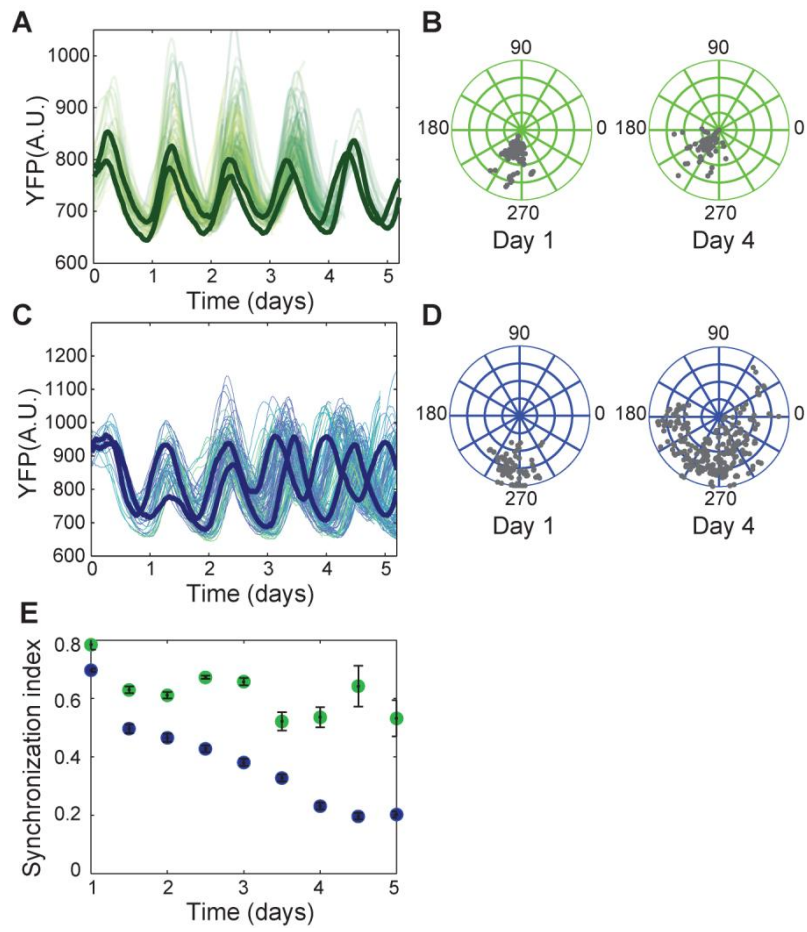 A
YFP(A.U.)
1000
900
800
700
600
0 1 2 3 4 5
Time (days)
B
90
180
0
270
Day 1
90
180
0
270
Day 4
C
YFP(A.U.)
1300
1200
1100
1000
900
800
700
600
0 1 2 3 4 5
Time (days)
D
90
180
0
270
Day 1
90
180
0
270
Day 4
E
Synchronization index
0.8
0.6
0.4
0.2
0
1 2 3 4 5
Time (days)